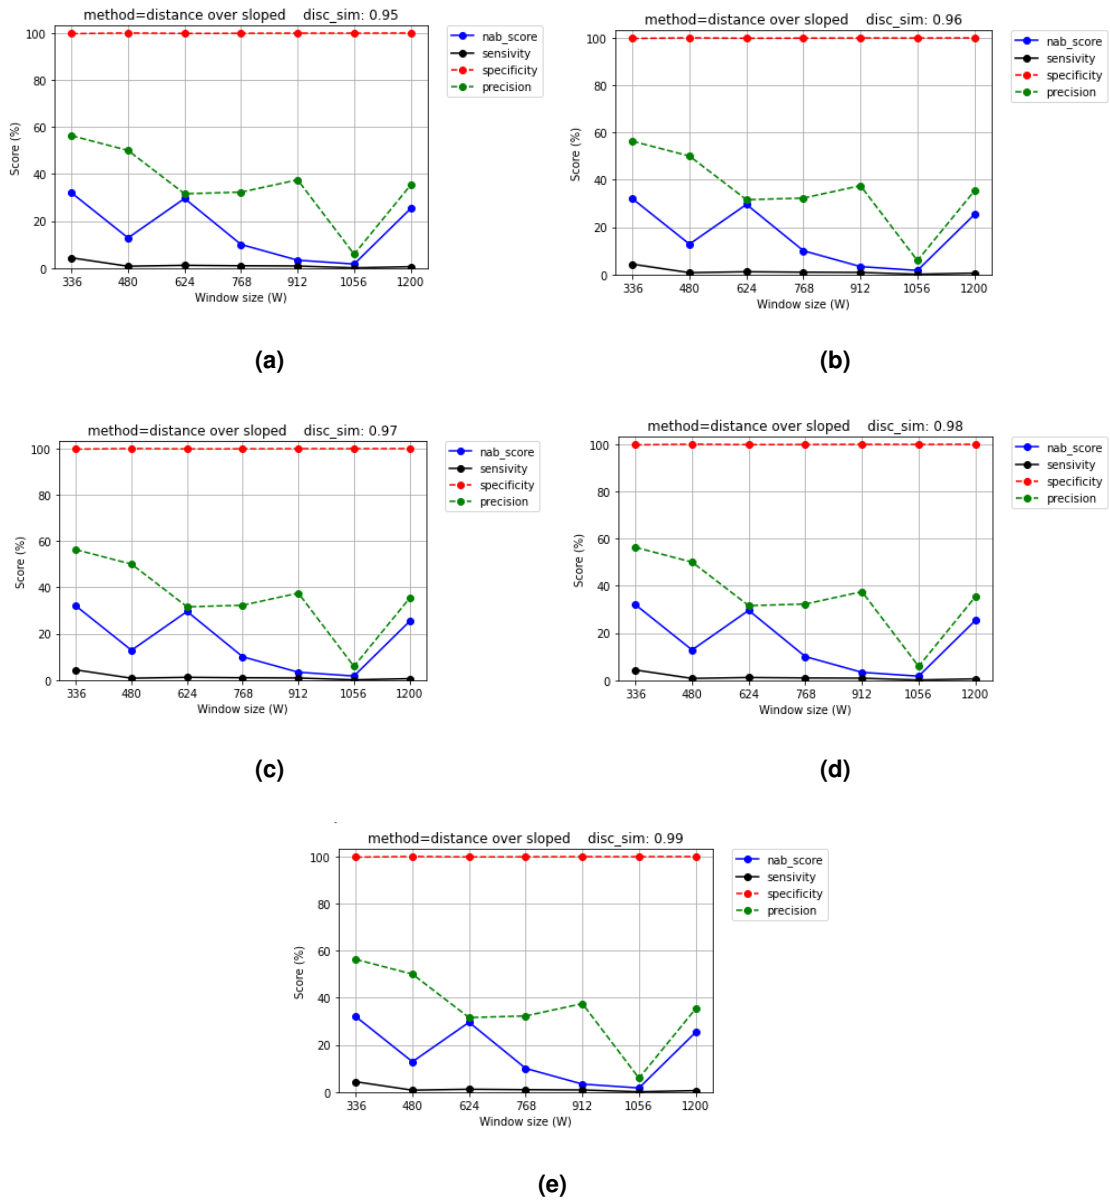 method=distance over sloped disc_sim: 0.95
100
80
60
40
20
0
Score (%)
336 480 624 768 912 1056 1200
Window size (W)
nab_score
sensivity
specificity
precision
(a)
method=distance over sloped disc_sim: 0.96
100
80
60
40
20
0
Score (%)
336 480 624 768 912 1056 1200
Window size (W)
nab_score
sensivity
specificity
precision
(b)
method=distance over sloped disc_sim: 0.97
100
80
60
40
20
0
Score (%)
336 480 624 768 912 1056 1200
Window size (W)
nab_score
sensivity
specificity
precision
(c)
method=distance over sloped disc_sim: 0.98
100
80
60
40
20
0
Score (%)
336 480 624 768 912 1056 1200
Window size (W)
nab_score
sensivity
specificity
precision
(d)
method=distance over sloped disc_sim: 0.99
100
80
60
40
20
0
Score (%)
336 480 624 768 912 1056 1200
Window size (W)
nab_score
sensivity
specificity
precision
(e)